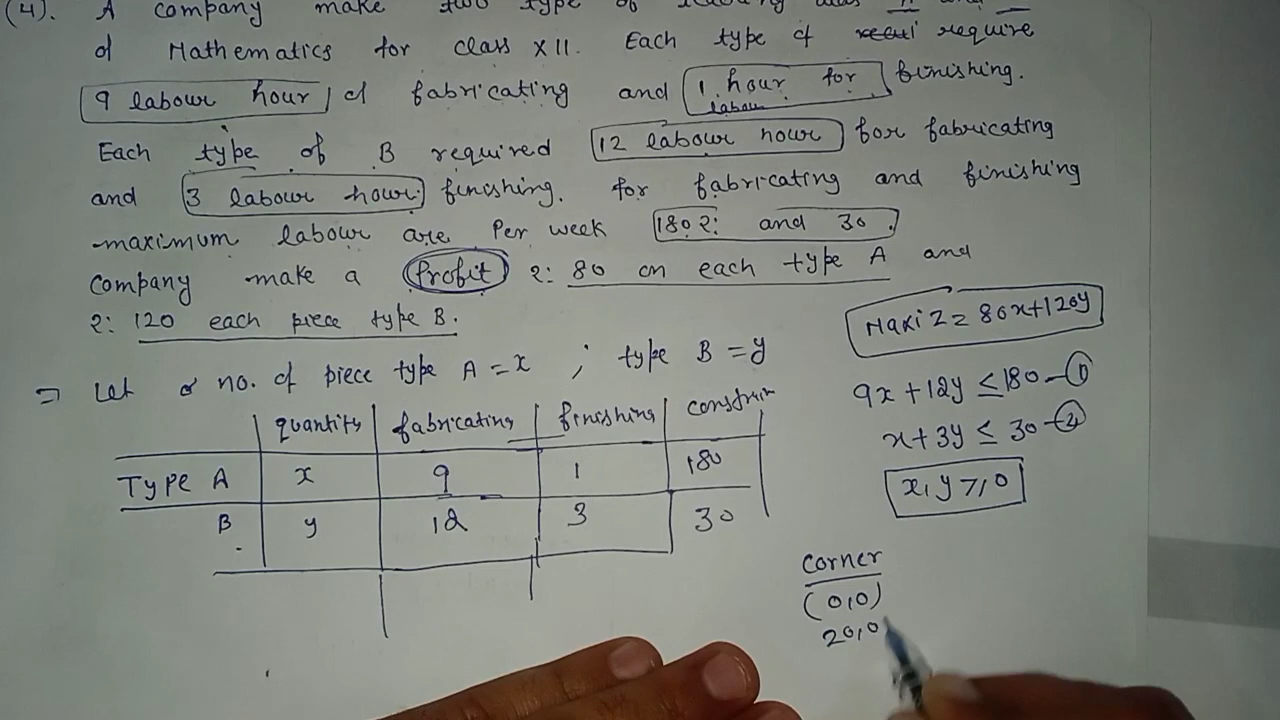 (4). A company make two type of
of Mathematics for class XII. Each type of require
9 labour hour of fabricating and 1 hour for finishing.
labour
Each type of B required 12 labour hour for fabricating
and 3 labour hour finishing. for fabricating and finishing
maximum labour are per week 180 2: and 30.
company make a Profit 2: 80 on each type A and
2: 120 each piece type B.
⇒ Let no. of piece type A = x ; type B = y
Maxi Z = 80x+120y
9x + 12y ≤ 180 - ①
x + 3y ≤ 30 - ②
x, y ≥ 0
quantity fabricating finishing constrain
Type A x 9 1 180
B y 12 3 30
corner
(0,0)
20,0